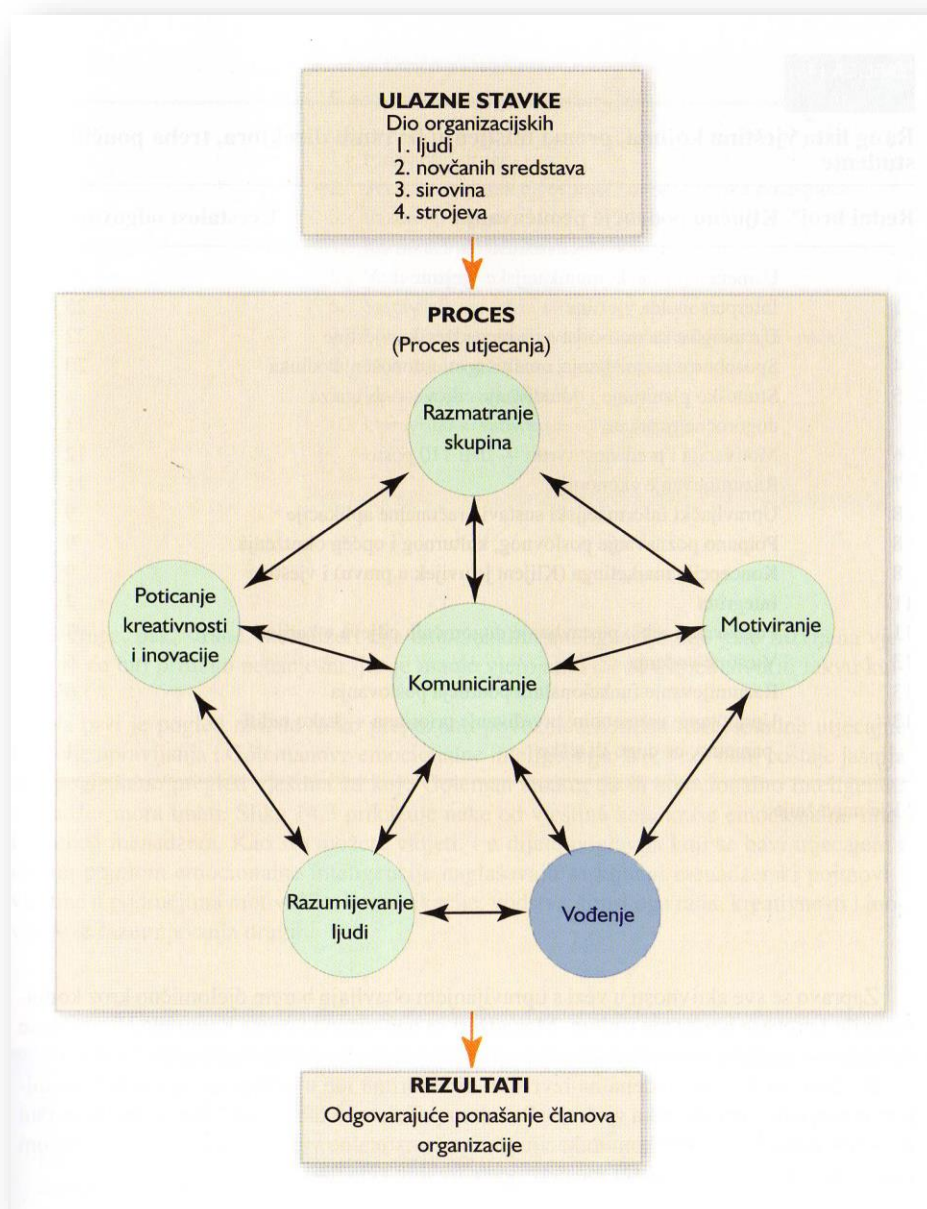 ULAZNE STAVKE
Dio organizacijskih
1. ljudi
2. novčanih sredstava
3. sirovina
4. strojeva
PROCES
(Proces utjecanja)
Razmatranje
skupina
Poticanje
kreativnosti
i inovacije
Komuniciranje
Motiviranje
Razumijevanje
ljudi
Vođenje
REZULTATI
Odgovarajuće ponašanje članova
organizacije